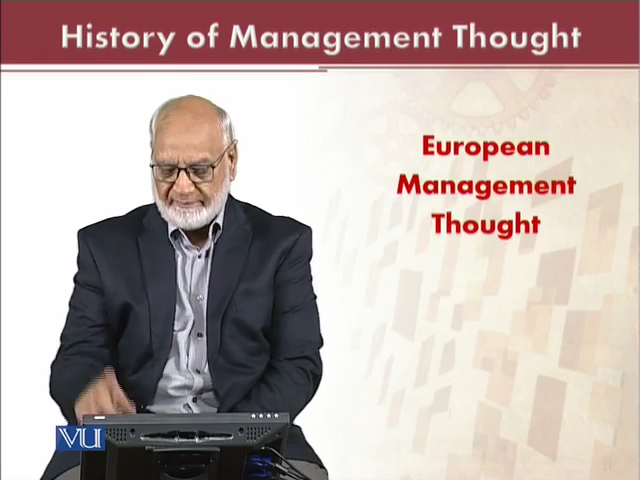 History of Management Thought
European
Management
Thought
VU